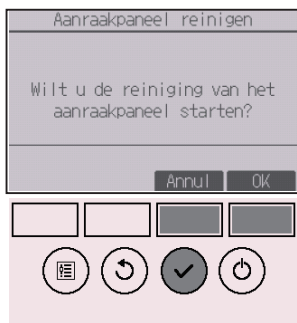 Aanraakpaneel reinigen
Wilt u de reiniging van het
aanraakpaneel starten?
Annul OK